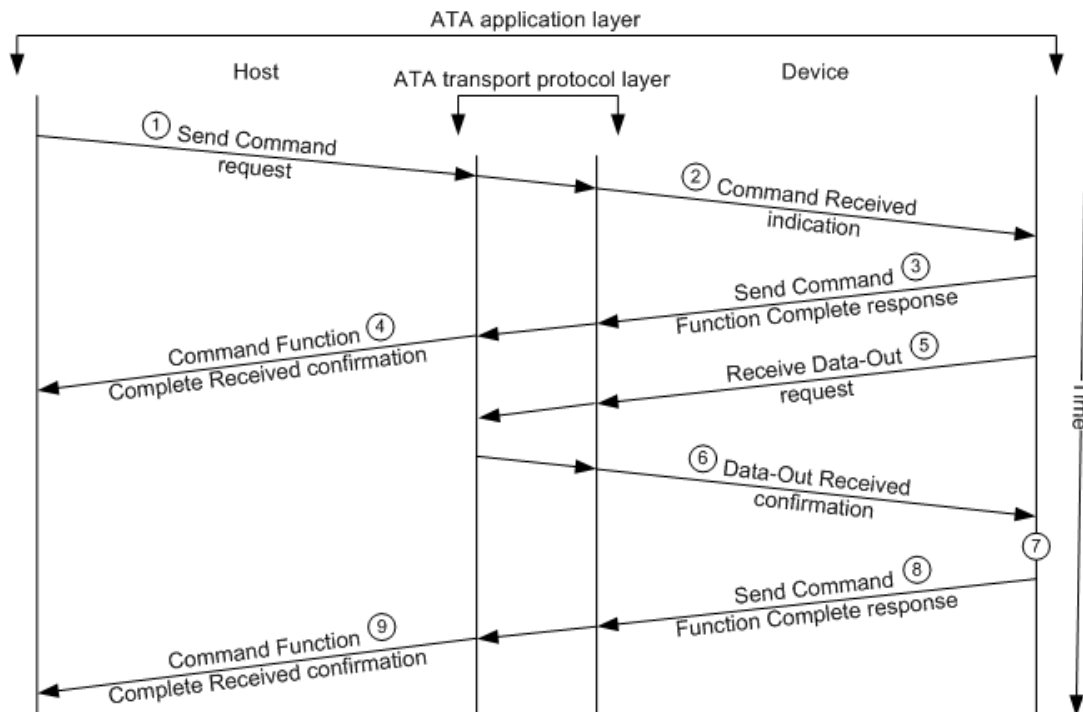 ATA application layer
Host
Device
ATA transport protocol layer
1 Send Command
request
2 Command Received
indication
Send Command 3
Function Complete response
Command Function 4
Complete Received confirmation
Receive Data-Out 5
request
Time
6 Data-Out Received
confirmation
7
Send Command 8
Function Complete response
Command Function 9
Complete Received confirmation